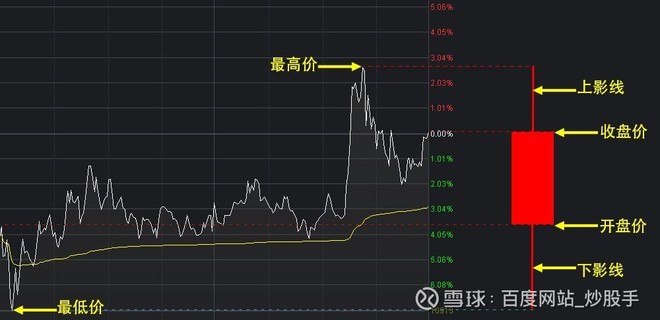 5.06%
4.05%
3.04%
最高价
2.03%
上影线
1.01%
0.00%
收盘价
1.01%
2.03%
3.04%
开盘价
4.05%
5.06%
下影线
6.08%
最低价
雪球：百度网站_炒股手